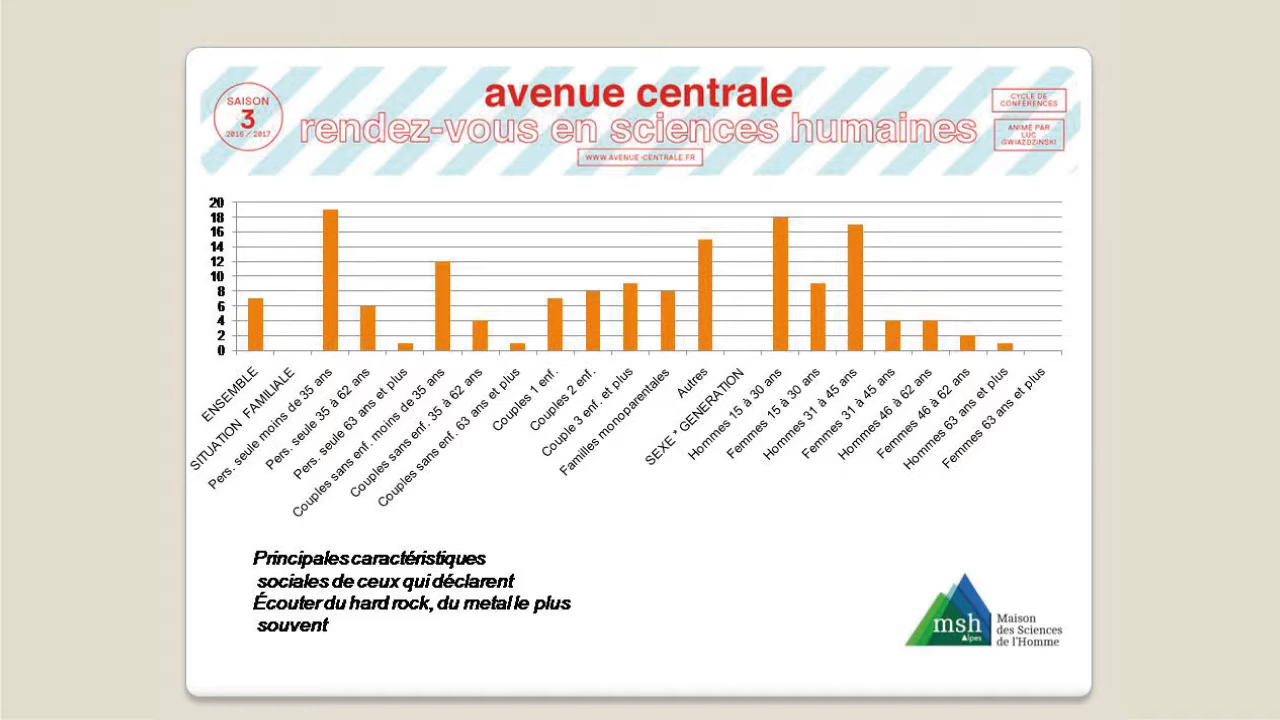 SAISON
3
2016 / 2017
avenue centrale
rendez-vous en sciences humaines
WWW.AVENUE-CENTRALE.FR
CYCLE DE
CONFÉRENCES
ANIMÉ PAR
LUC
GWIAZDZINSKI
20
18
16
14
12
10
8
6
4
2
0
ENSEMBLE
SITUATION FAMILIALE
Pers. seule moins de 35 ans
Pers. seule 35 à 62 ans
Pers. seule 63 ans et plus
Couples sans enf. moins de 35 ans
Couples sans enf. 35 à 62 ans
Couples sans enf. 63 ans et plus
Couples 1 enf.
Couples 2 enf.
Couple 3 enf. et plus
Familles monoparentales
Autres
SEXE * GENERATION
Hommes 15 à 30 ans
Femmes 15 à 30 ans
Hommes 31 à 45 ans
Femmes 31 à 45 ans
Hommes 46 à 62 ans
Femmes 46 à 62 ans
Hommes 63 ans et plus
Femmes 63 ans et plus
Principales caractéristiques
sociales de ceux qui déclarent
Écouter du hard rock, du metal le plus
souvent
msh
Alpes
Maison
des Sciences
de l'Homme